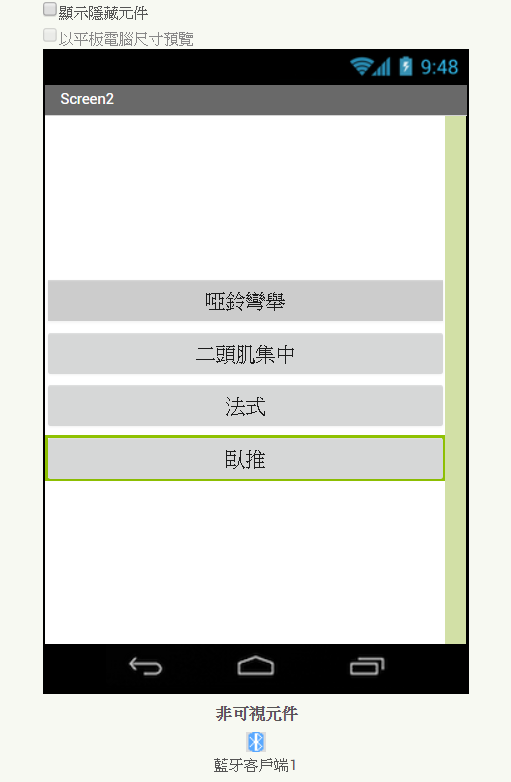 顯示隱藏元件
以平板電腦尺寸預覽
9:48
Screen2
啞鈴彎舉
二頭肌集中
法式
臥推
非可視元件
藍牙客戶端1